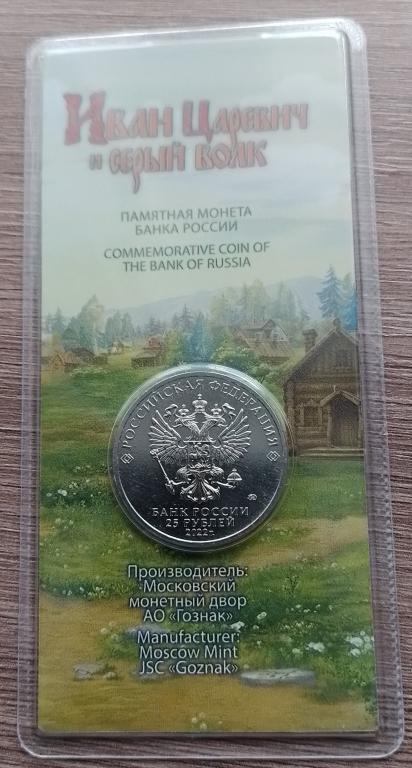 Иван Царевич
и серый волк
ПАМЯТНАЯ МОНЕТА
БАНКА РОССИИ
COMMEMORATIVE COIN OF
THE BANK OF RUSSIA
РОССИЙСКАЯ ФЕДЕРАЦИЯ
БАНК РОССИИ
25 РУБЛЕЙ
2022 г.
Производитель:
Московский
монетный двор
АО «Гознак»
Manufacturer:
Moscow Mint
JSC «Goznak»